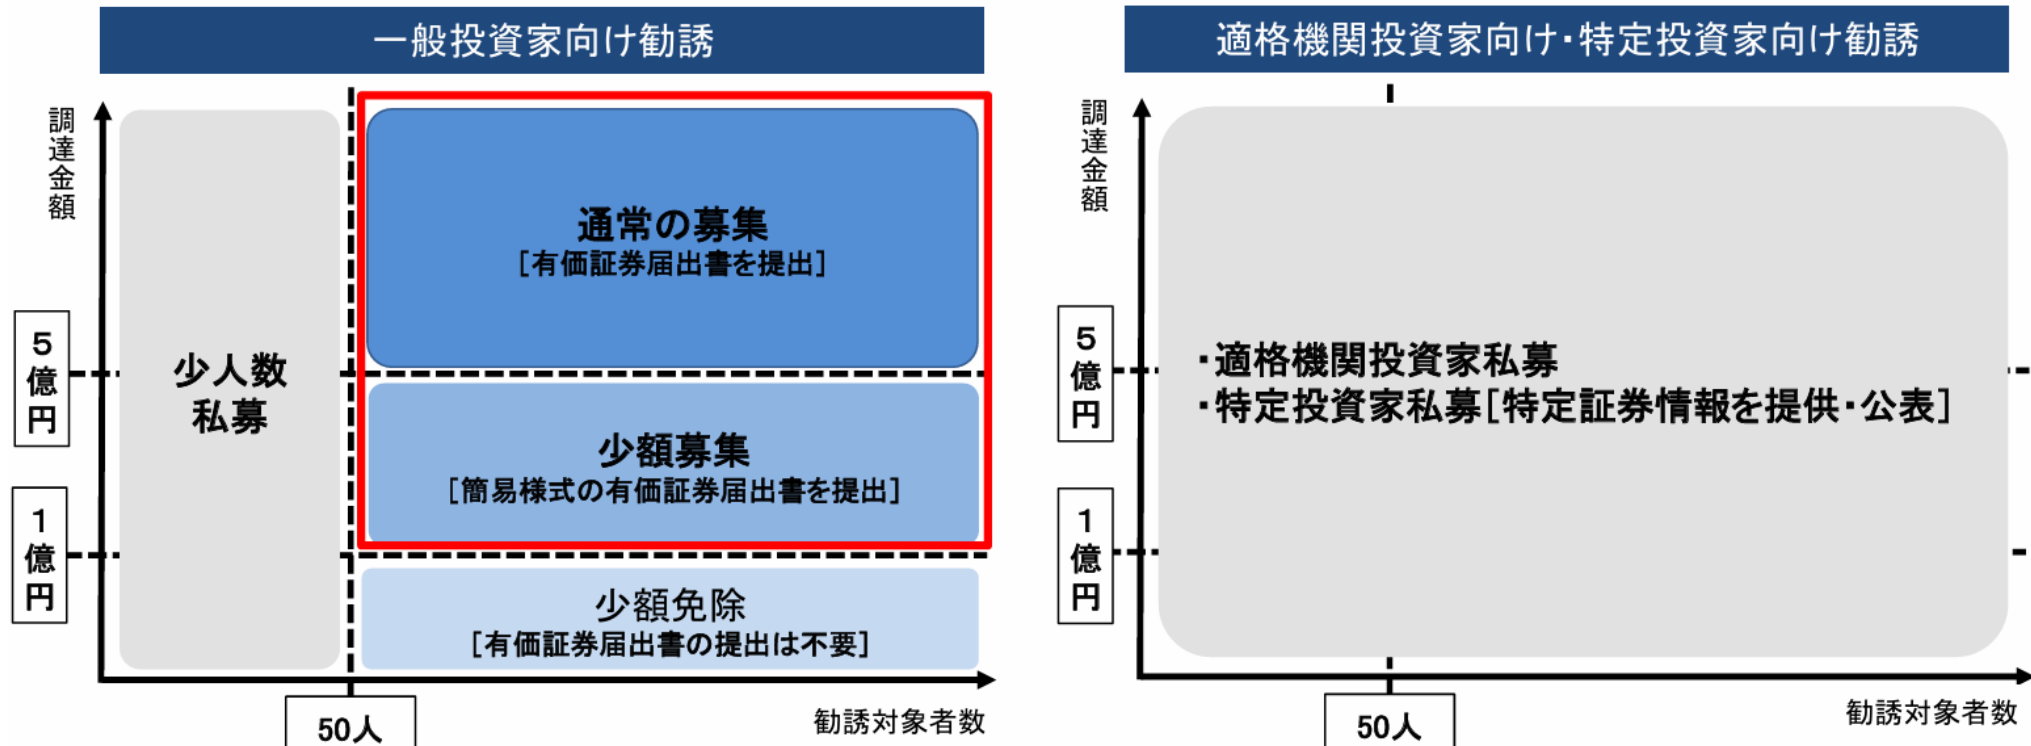 一般投資家向け勧誘
調達金額
5億円
1億円
少人数
私募
通常の募集
[有価証券届出書を提出]
少額募集
[簡易様式の有価証券届出書を提出]
少額免除
[有価証券届出書の提出は不要]
50人
勧誘対象者数
適格機関投資家向け・特定投資家向け勧誘
調達金額
5億円
1億円
・適格機関投資家私募
・特定投資家私募[特定証券情報を提供・公表]
50人
勧誘対象者数